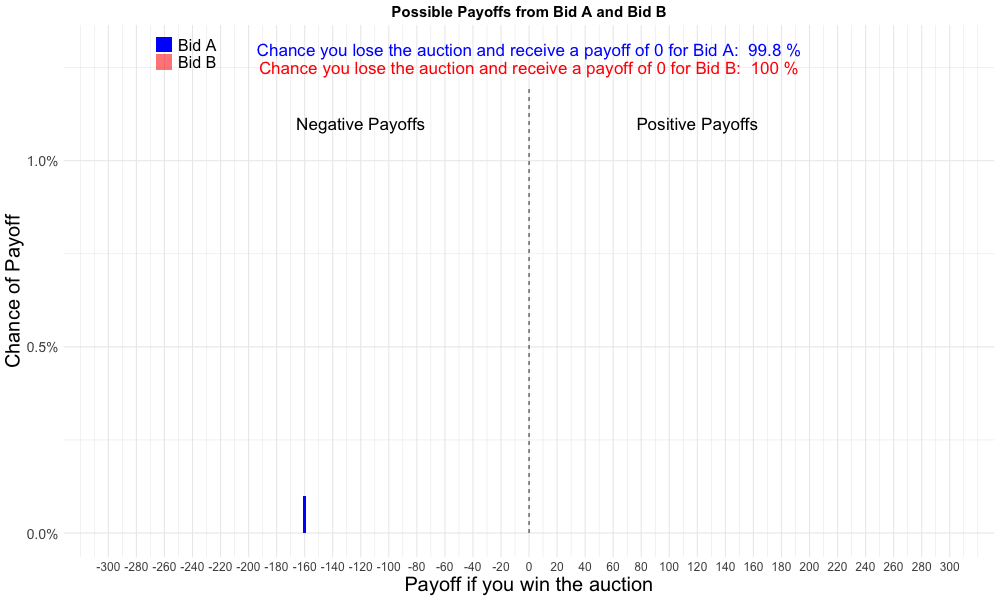 Possible Payoffs from Bid A and Bid B
Bid A
Bid B
Chance you lose the auction and receive a payoff of 0 for Bid A: 99.8 %
Chance you lose the auction and receive a payoff of 0 for Bid B: 100 %
Negative Payoffs
Positive Payoffs
Chance of Payoff
1.0%
0.5%
0.0%
-300 -280 -260 -240 -220 -200 -180 -160 -140 -120 -100 -80 -60 -40 -20 0 20 40 60 80 100 120 140 160 180 200 220 240 260 280 300
Payoff if you win the auction